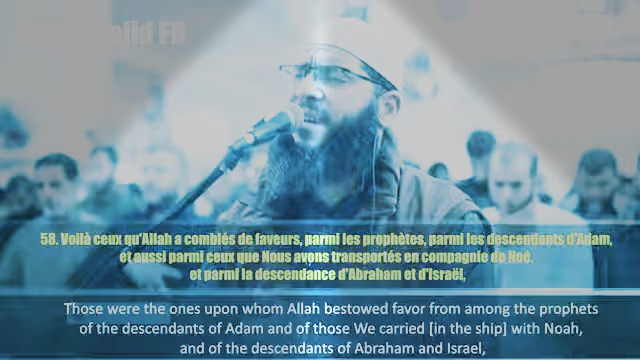 alid FR
58. Voilà ceux qu'Allah a comblés de faveurs, parmi les prophètes, parmi les descendants d'Adam,
et aussi parmi ceux que Nous avons transportés en compagnie de Noé,
et parmi la descendance d'Abraham et d'Israël,
Those were the ones upon whom Allah bestowed favor from among the prophets
of the descendants of Adam and of those We carried [in the ship] with Noah,
and of the descendants of Abraham and Israel,